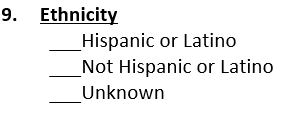 9. Ethnicity
___Hispanic or Latino
___Not Hispanic or Latino
___Unknown